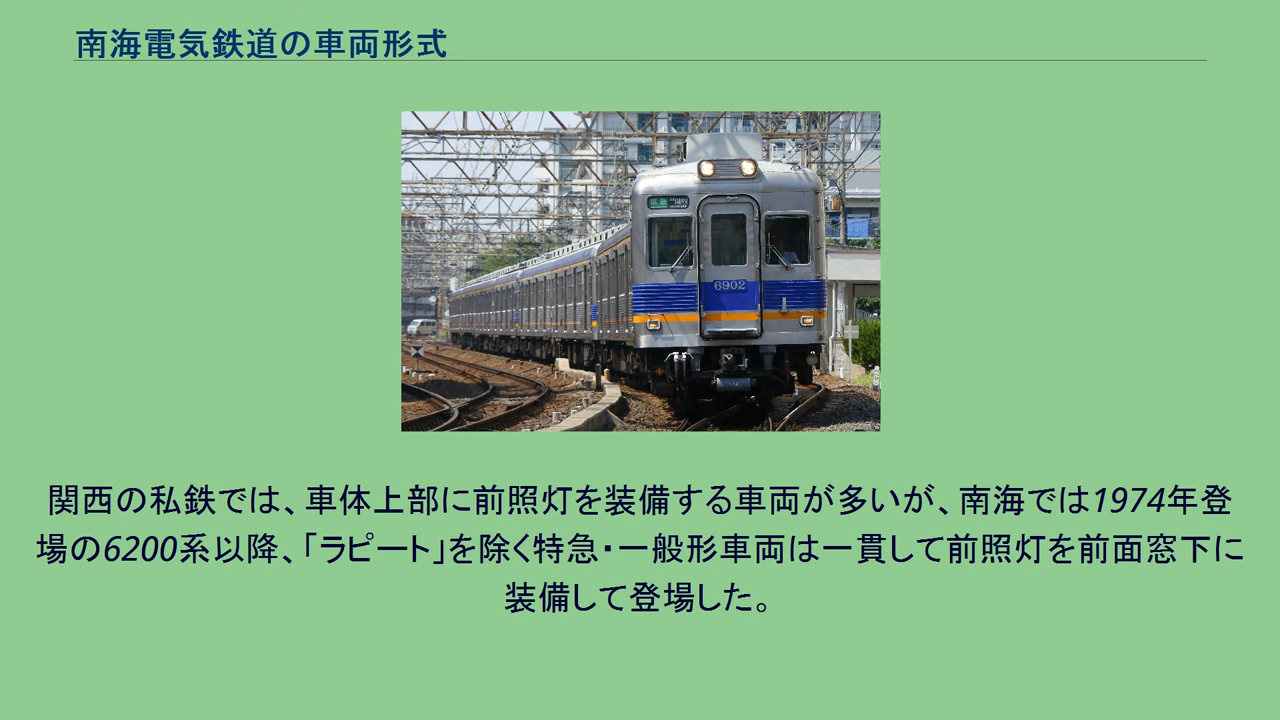 南海電気鉄道の車両形式
6902
関西の私鉄では、車体上部に前照灯を装備する車両が多いが、南海では1974年登
場の6200系以降、「ラピート」を除く特急・一般形車両は一貫して前照灯を前面窓下に
装備して登場した。